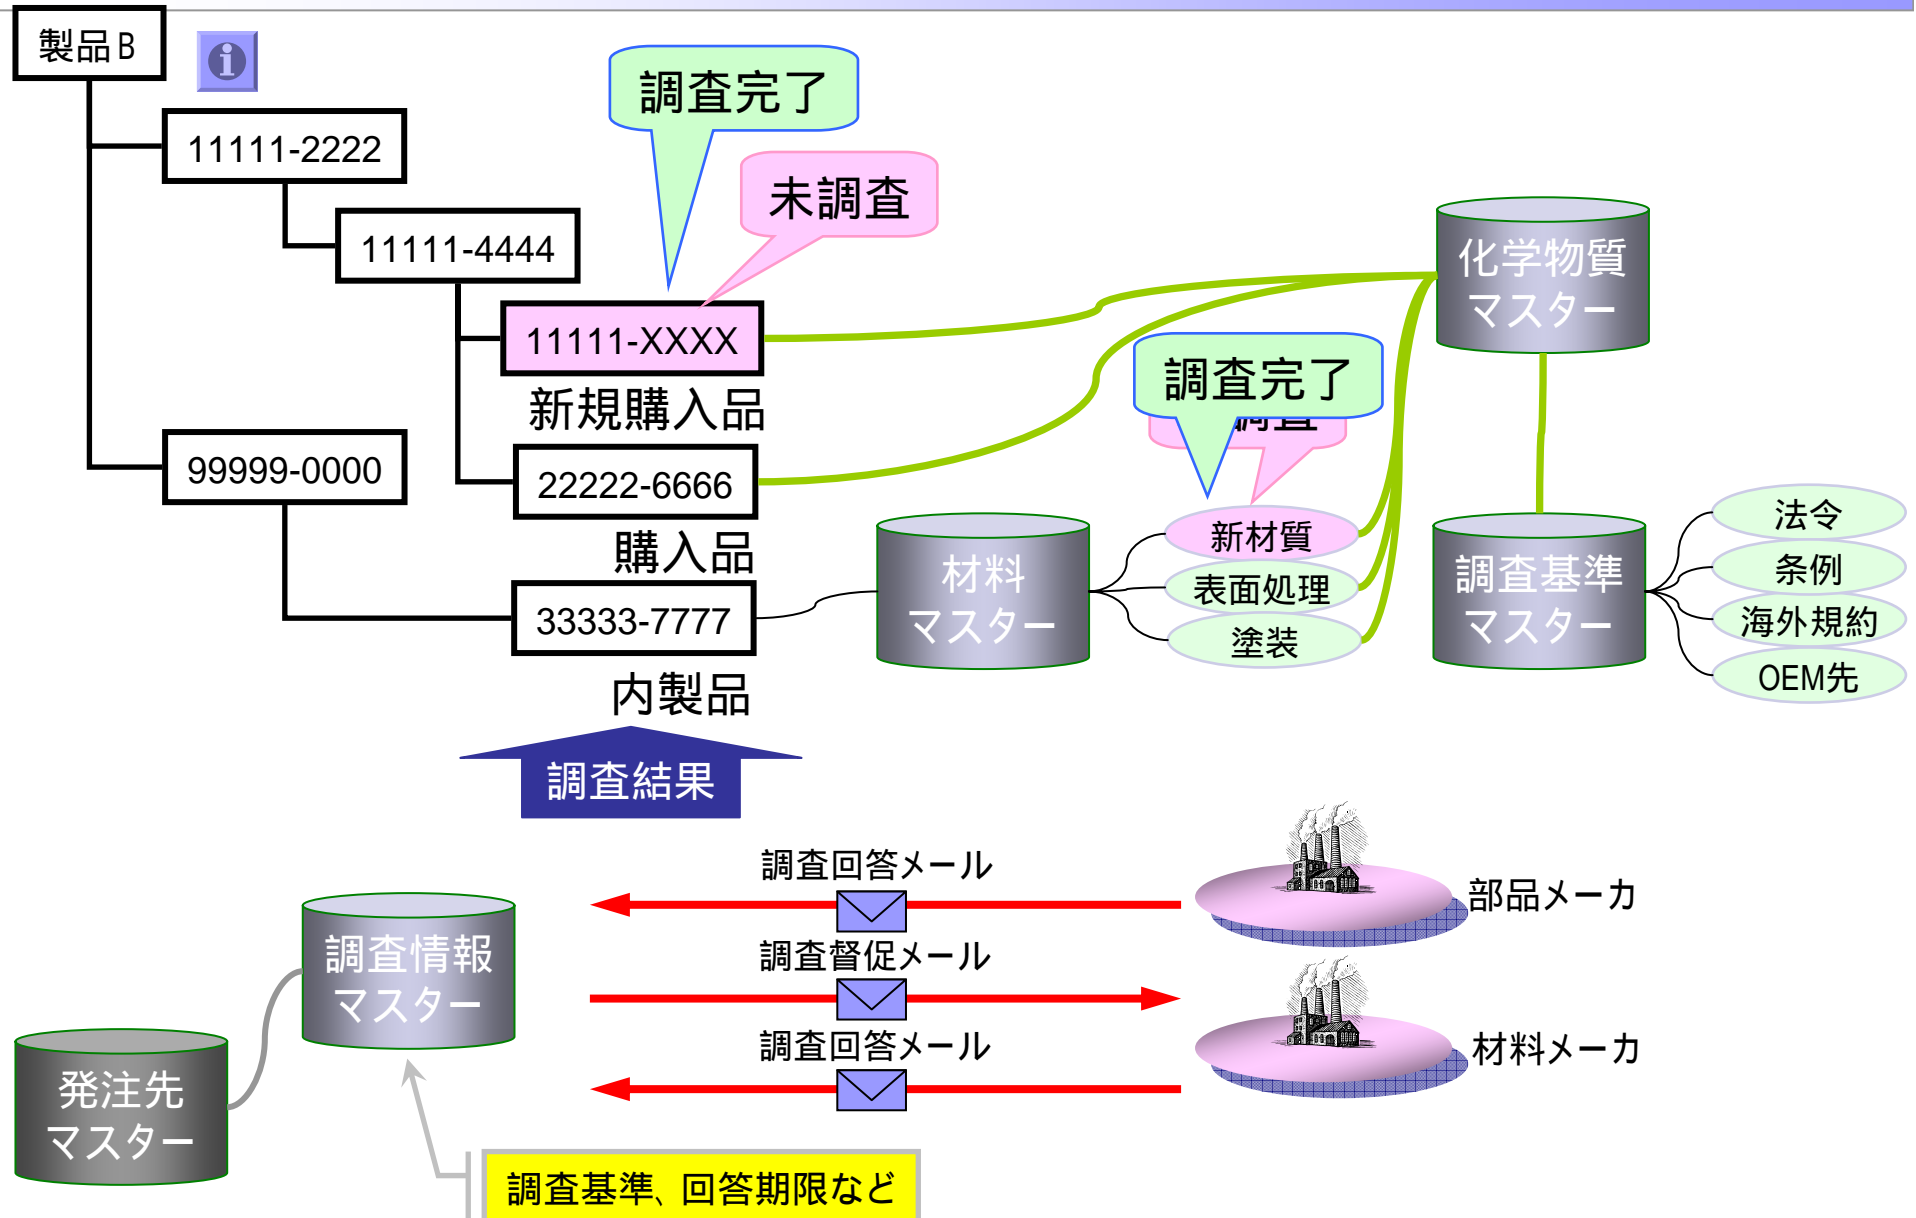 製品B
調査完了
11111-2222
未調査
11111-4444
化学物質
マスター
11111-XXXX
新規購入品
調査完了
調査
99999-0000
22222-6666
購入品
新材質
材料
マスター
表面処理
調査基準
マスター
法令
条例
海外規約
OEM先
33333-7777
塗装
内製品
調査結果
調査回答メール
部品メーカ
調査情報
マスター
調査督促メール
調査回答メール
材料メーカ
発注先
マスター
調査基準、回答期限など